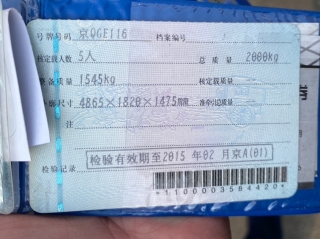 号牌号码 京QGE116 档案编号
核定载人数 5人 总质量 2000kg
整备质量 1545kg 核定载质量 --
外廓尺寸 4865×1820×1475mm 准牵引总质量 --
备注
检验有效期至2015 年02 月京A(01)
检验记录
*1100003584420*